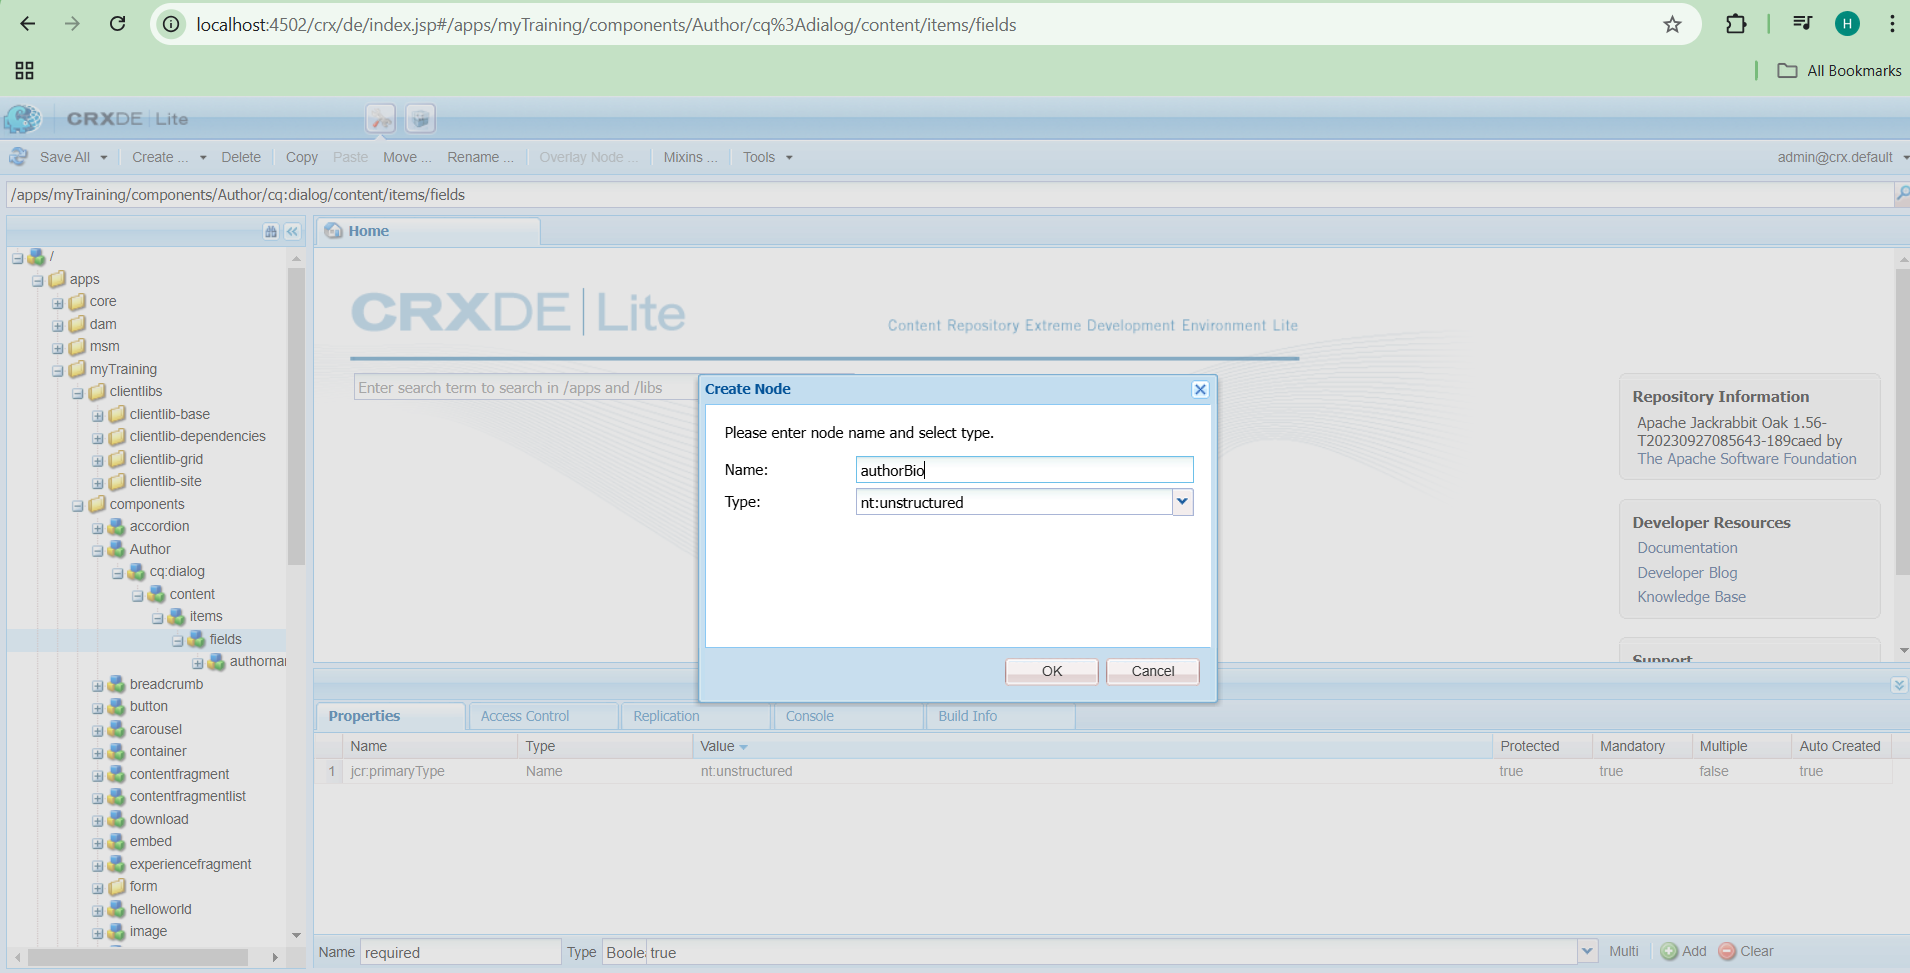 localhost:4502/crx/de/index.jsp#/apps/myTraining/components/Author/cq%3Adialog/content/items/fields
H
All Bookmarks
CRXDE | Lite
Save All
Create ...
Delete
Copy
Paste
Move ...
Rename ...
Overlay Node ...
Mixins ...
Tools
admin@crx.default
/apps/myTraining/components/Author/cq:dialog/content/items/fields
/
apps
core
dam
msm
myTraining
clientlibs
clientlib-base
clientlib-dependencies
clientlib-grid
clientlib-site
components
accordion
Author
cq:dialog
content
items
fields
authornar
breadcrumb
button
carousel
container
contentfragment
contentfragmentlist
download
embed
experiencefragment
form
helloworld
image
Home
CRXDE | Lite
Content Repository Extreme Development Environment Lite
Enter search term to search in /apps and /libs
Repository Information
Apache Jackrabbit Oak 1.56-
T20230927085643-189caed by
The Apache Software Foundation
Developer Resources
Documentation
Developer Blog
Knowledge Base
Support
Create Node
Please enter node name and select type.
Name: authorBio
Type: nt:unstructured
OK Cancel
Properties Access Control Replication Console Build Info
Name Type Value Protected Mandatory Multiple Auto Created
1 jcr:primaryType Name nt:unstructured true true false true
Name required Type Boole true Multi Add Clear